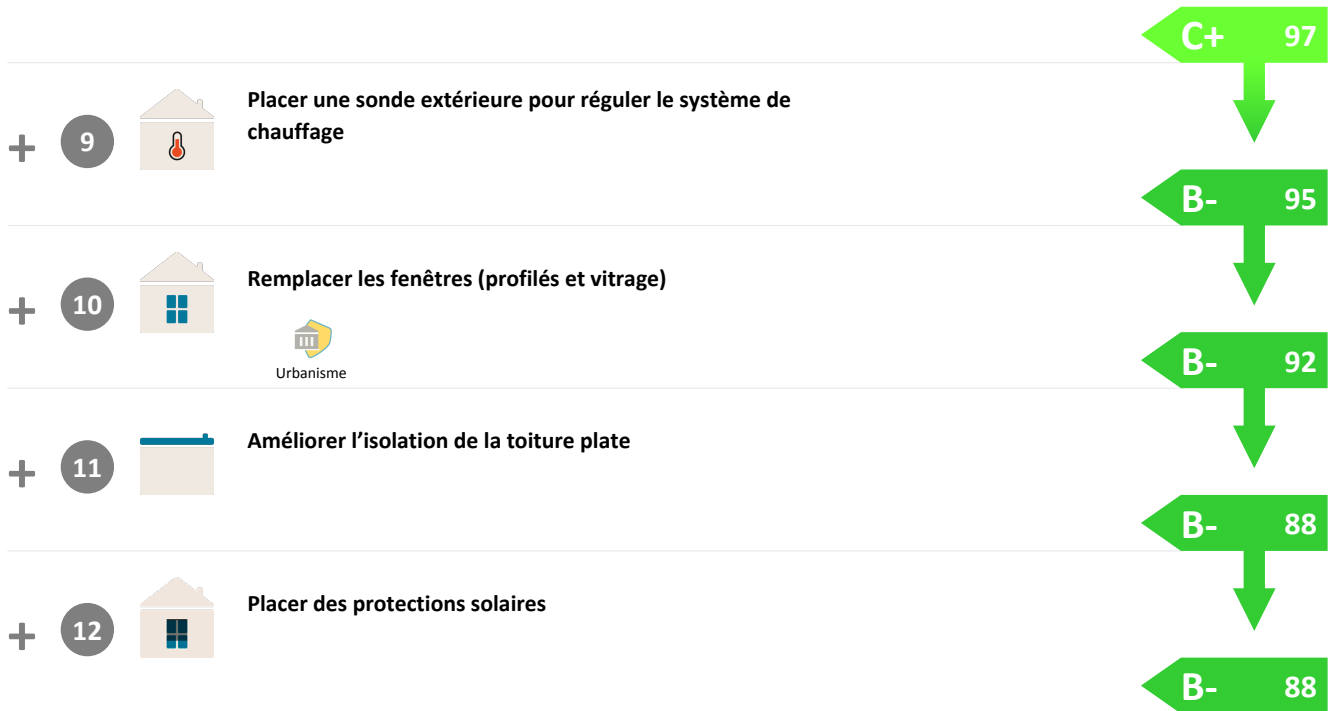 C+ 97
+ 9 Placer une sonde extérieure pour réguler le système de
chauffage
B- 95
+ 10 Remplacer les fenêtres (profilés et vitrage)
Urbanisme
B- 92
+ 11 Améliorer l’isolation de la toiture plate
B- 88
+ 12 Placer des protections solaires
B- 88